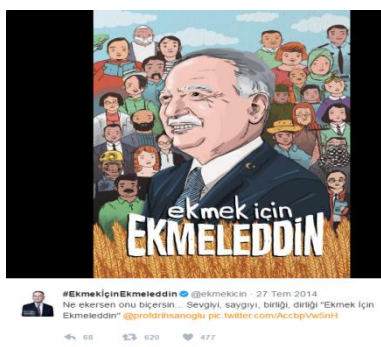 ekmek için
EKMELEDDİN
#EkmekİçinEkmeleddin @ekmekicin · 27 Tem 2014
Ne ekersen onu biçersin... Sevgiyi, saygıyı, birliği, dirliği "Ekmek İçin
Ekmeleddin" @profdrihsanoglu pic.twitter.com/AccbpVw5nH
68 620 477